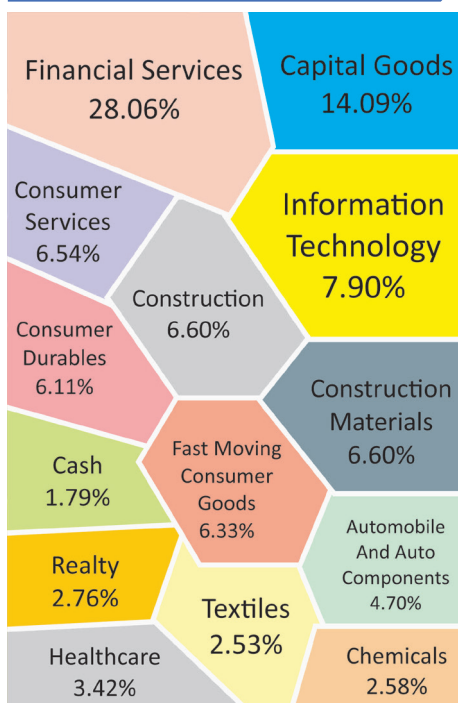 Financial Services
28.06%
Capital Goods
14.09%
Consumer
Services
6.54%
Information
Technology
7.90%
Construction
6.60%
Consumer
Durables
6.11%
Construction
Materials
6.60%
Fast Moving
Consumer
Goods
6.33%
Cash
1.79%
Automobile
And Auto
Components
4.70%
Realty
2.76%
Textiles
2.53%
Healthcare
3.42%
Chemicals
2.58%